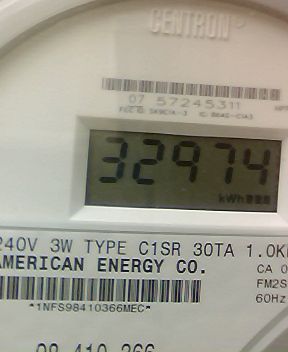 CENTRON
07 57245311
32974
kWh
240V 3W TYPE C1SR 30TA 1.0K
AMERICAN ENERGY CO.
CA 0
FM2S
60Hz
*1NFS98410366MEC*